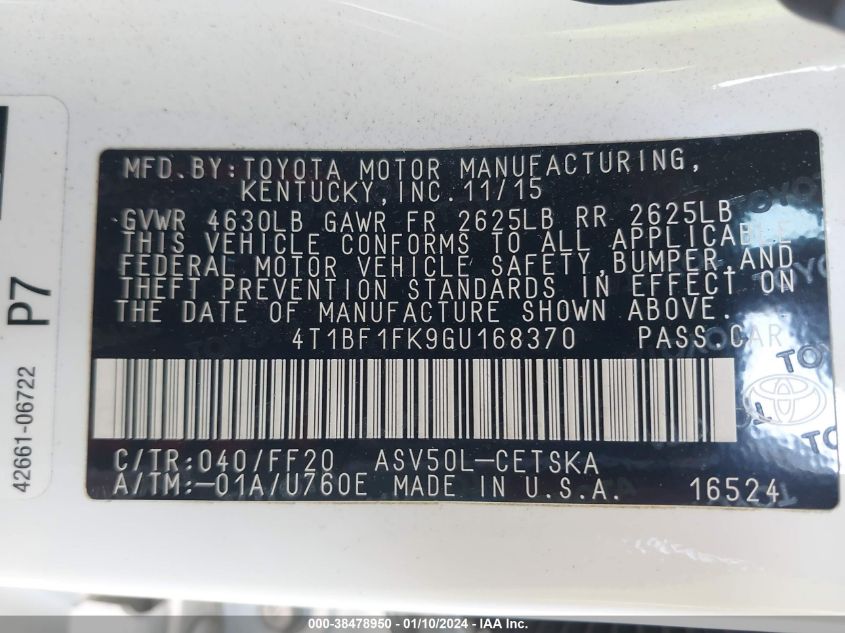 MFD.BY:TOYOTA MOTOR MANUFACTURING,
KENTUCKY,INC.11/15
GVWR 4630LB GAWR FR 2625LB RR 2625LB
THIS VEHICLE CONFORMS TO ALL APPLICABLE
FEDERAL MOTOR VEHICLE SAFETY,BUMPER AND
THEFT PREVENTION STANDARDS IN EFFECT ON
THE DATE OF MANUFACTURE SHOWN ABOVE.
4T1BF1FK9GU168370 PASS.CAR
C/TR:040/FF20 ASV50L-CETSKA
A/TM:-01A/U760E MADE IN U.S.A. 16524
P7
42661-06722
000-38478950 - 01/10/2024 - IAA Inc.